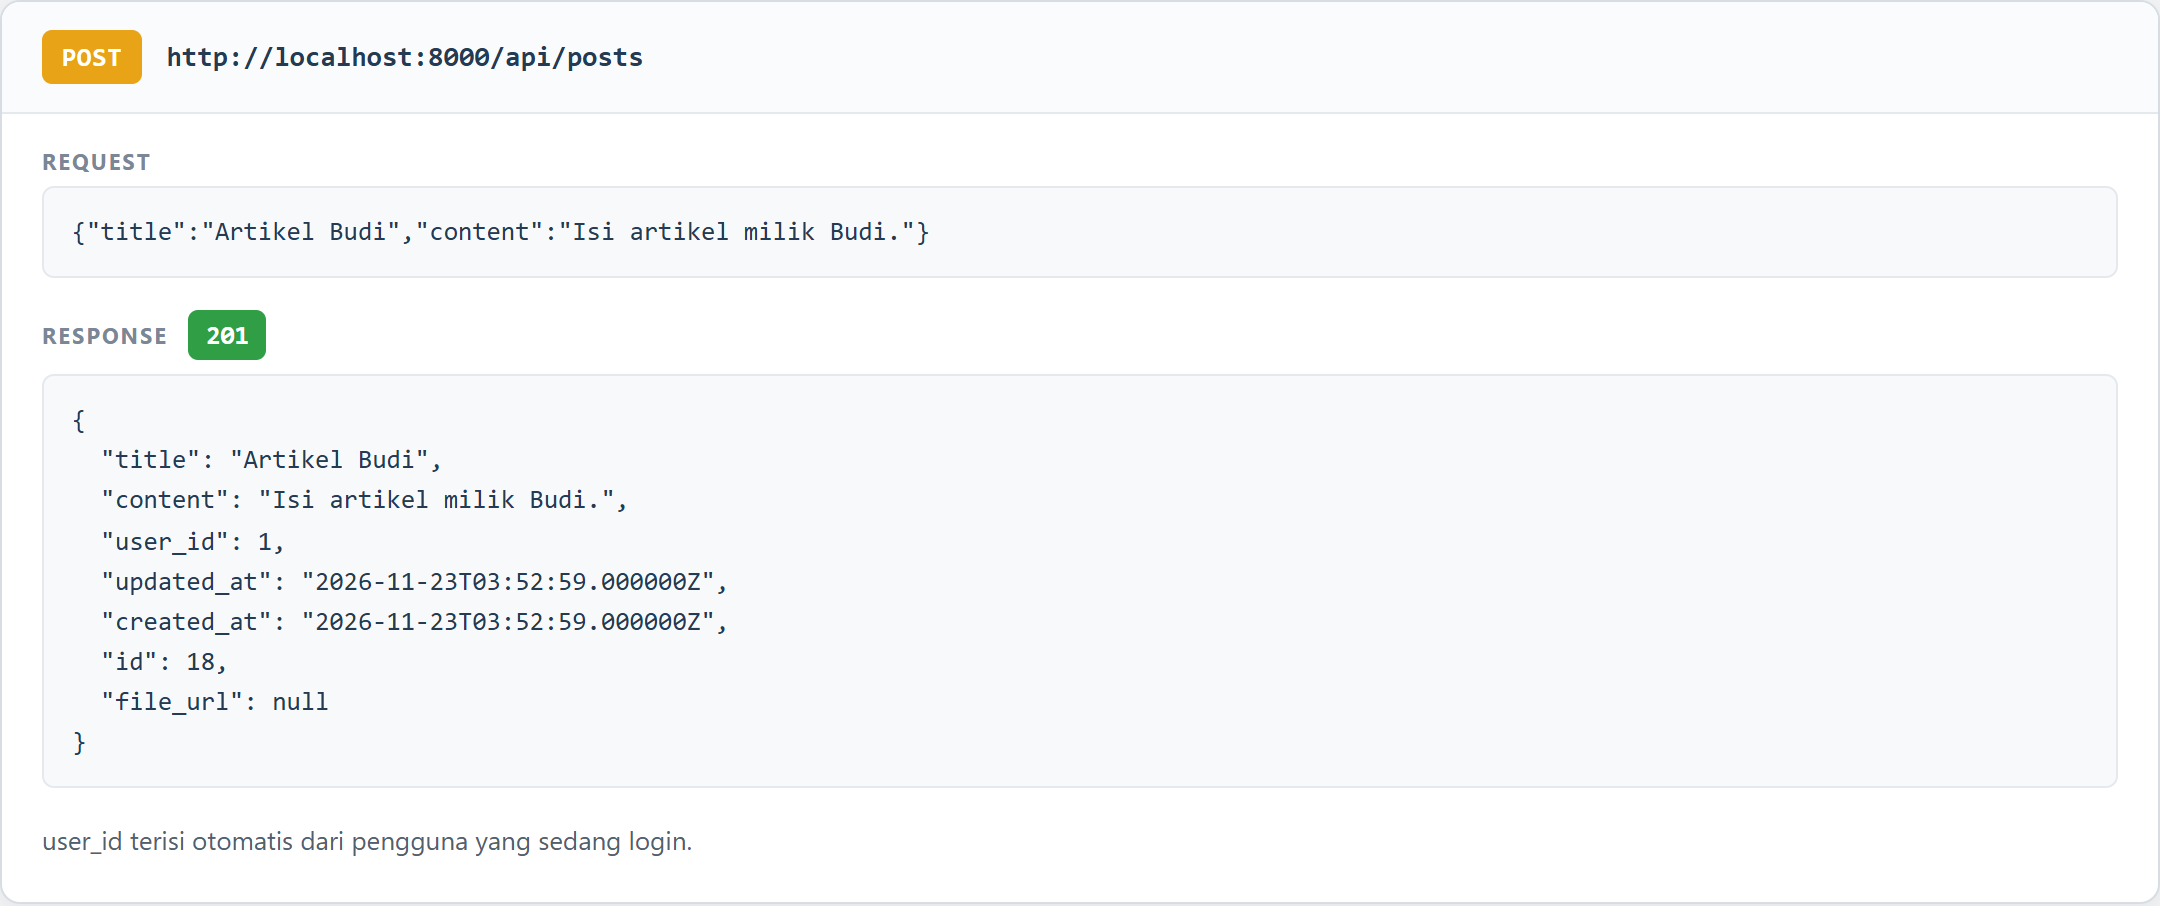 POST http://localhost:8000/api/posts
REQUEST
{"title":"Artikel Budi","content":"Isi artikel milik Budi."}
RESPONSE 201
{
  "title": "Artikel Budi",
  "content": "Isi artikel milik Budi.",
  "user_id": 1,
  "updated_at": "2026-11-23T03:52:59.000000Z",
  "created_at": "2026-11-23T03:52:59.000000Z",
  "id": 18,
  "file_url": null
}
user_id terisi otomatis dari pengguna yang sedang login.